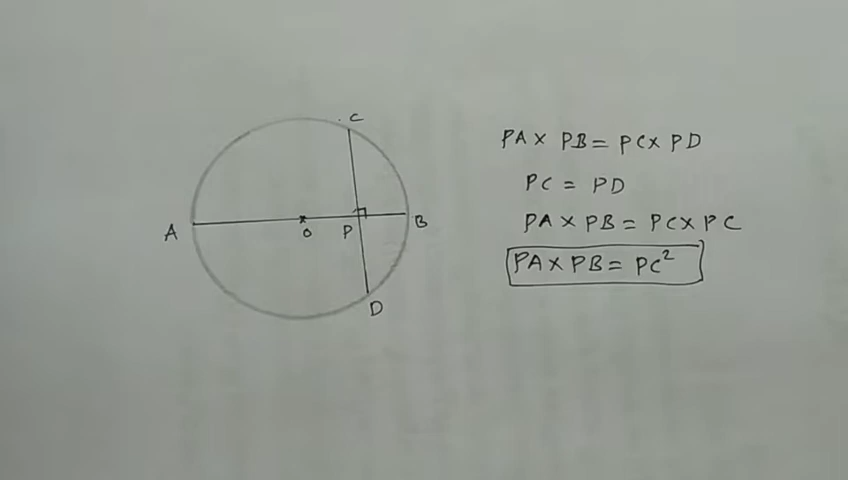 C
A
O
P
B
D
PA × PB = PC × PD
PC = PD
PA × PB = PC × PC
PA × PB = PC²